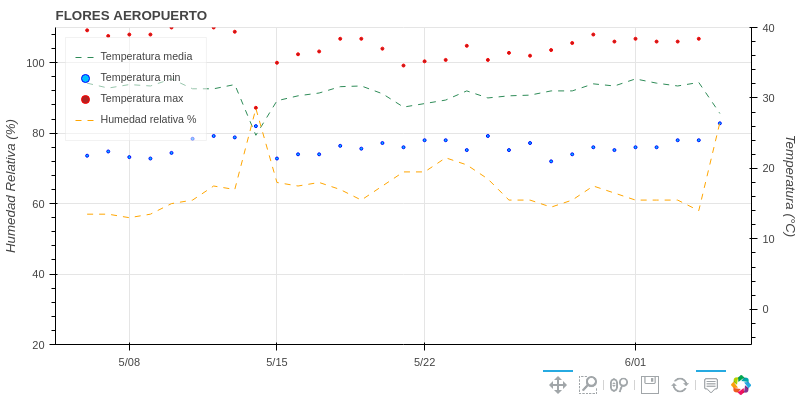 FLORES AEROPUERTO
Temperatura media
Temperatura min
Temperatura max
Humedad relativa %
Humedad Relativa (%)
100
80
60
40
20
Temperatura (°C)
40
30
20
10
0
5/08
5/15
5/22
6/01